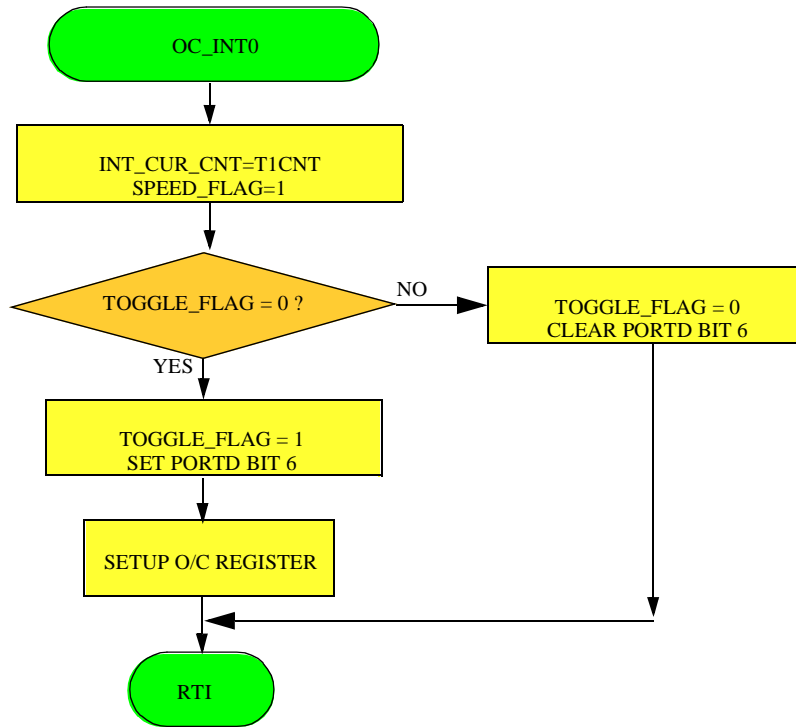 OC_INT0
INT_CUR_CNT=T1CNT
SPEED_FLAG=1
TOGGLE_FLAG = 0 ?
NO
TOGGLE_FLAG = 0
CLEAR PORTD BIT 6
YES
TOGGLE_FLAG = 1
SET PORTD BIT 6
SETUP O/C REGISTER
RTI